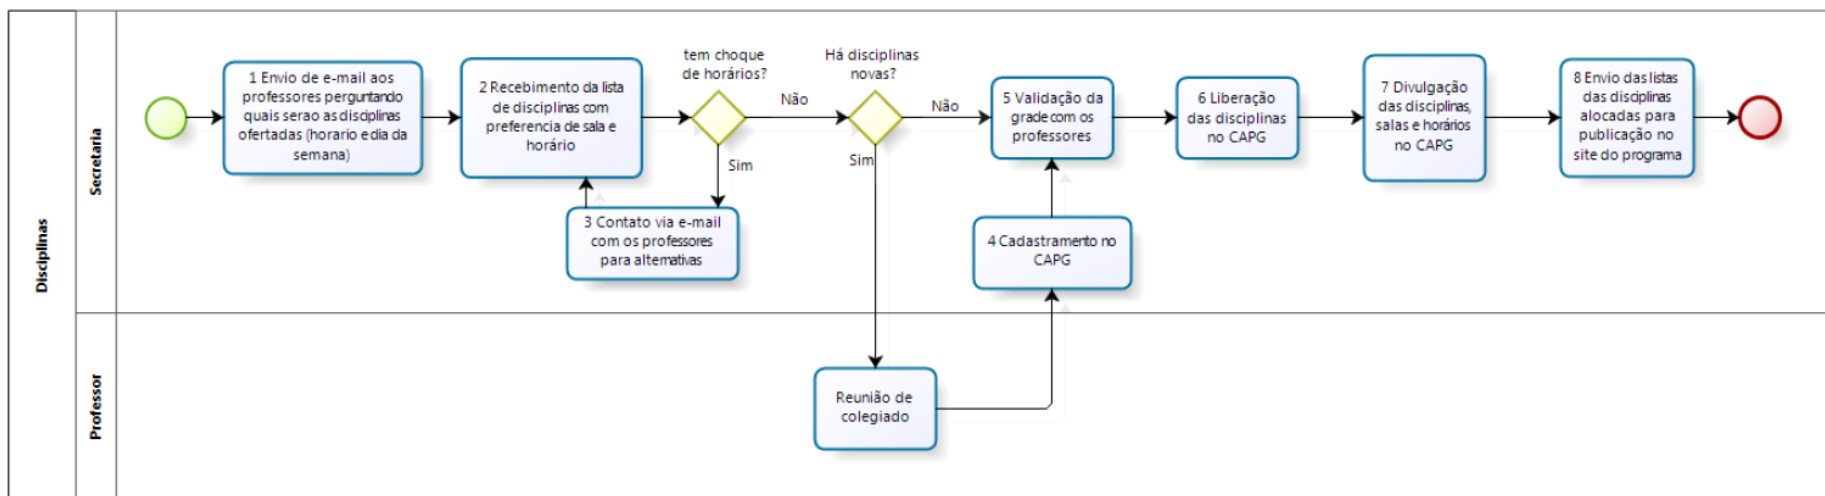 Disciplinas
Secretaria
1 Envio de e-mail aos
professores perguntando
quais serao as disciplinas
ofertadas (horario e dia da
semana)
2 Recebimento da lista
de disciplinas com
preferencia de sala e
horário
tem choque
de horários?
Não
Sim
3 Contato via e-mail
com os professores
para alternativas
Há disciplinas
novas?
Não
Sim
4 Cadastramento no
CAPG
5 Validação da
grade com os
professores
6 Liberação
das disciplinas
no CAPG
7 Divulgação
das disciplinas,
salas e horários
no CAPG
8 Envio das listas
das disciplinas
alocadas para
publicação no
site do programa
Professor
Reunião de
colegiado